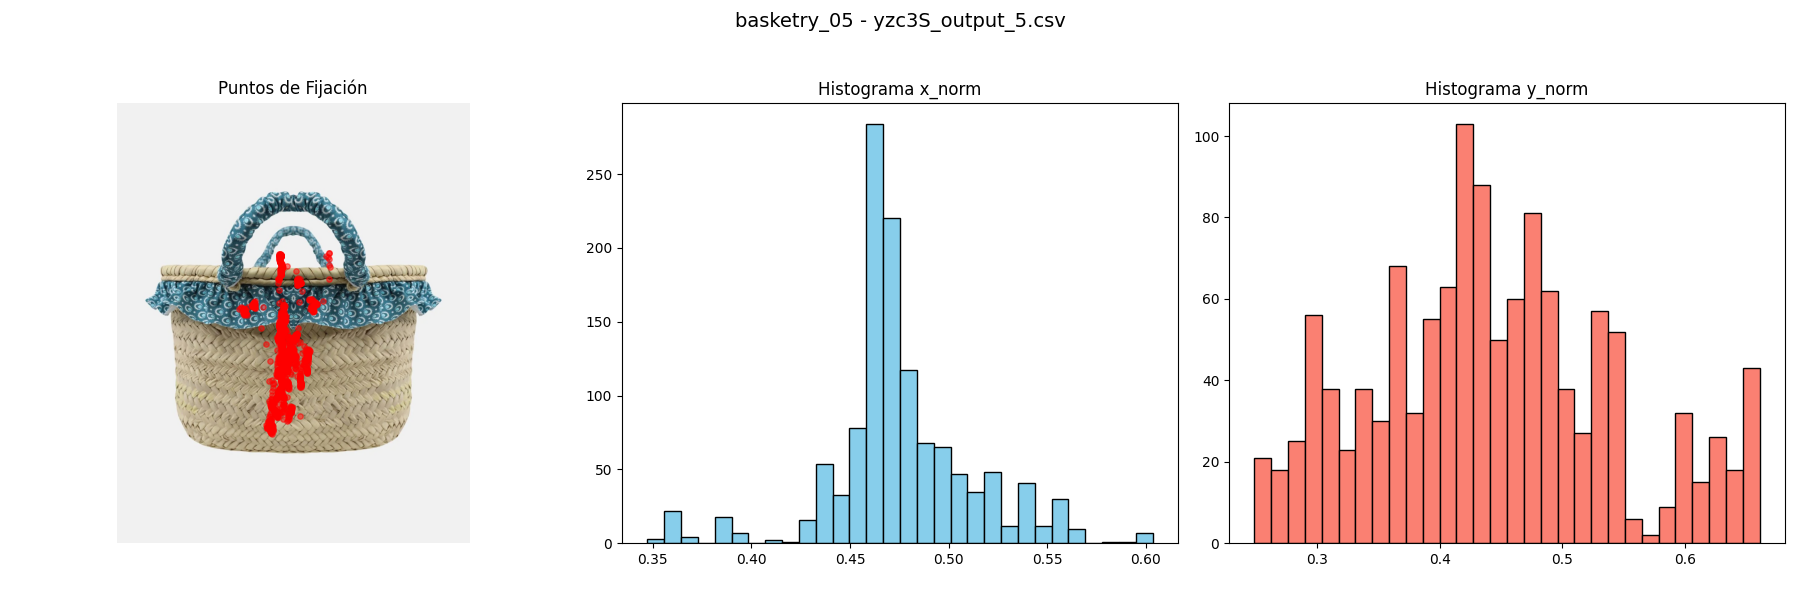 basketry_05 - yzc3S_output_5.csv
Puntos de Fijación
Histograma x_norm
250
200
150
100
50
0
0.35 0.40 0.45 0.50 0.55 0.60
Histograma y_norm
100
80
60
40
20
0
0.3 0.4 0.5 0.6